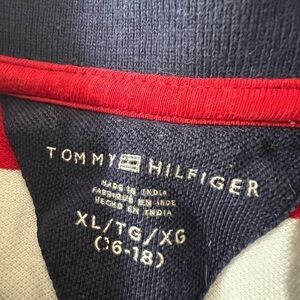 TOMMY HILFIGER
MADE IN INDIA
FABRIQUÉ EN INDE
HECHO EN INDIA
XL/TG/XG
(16-18)